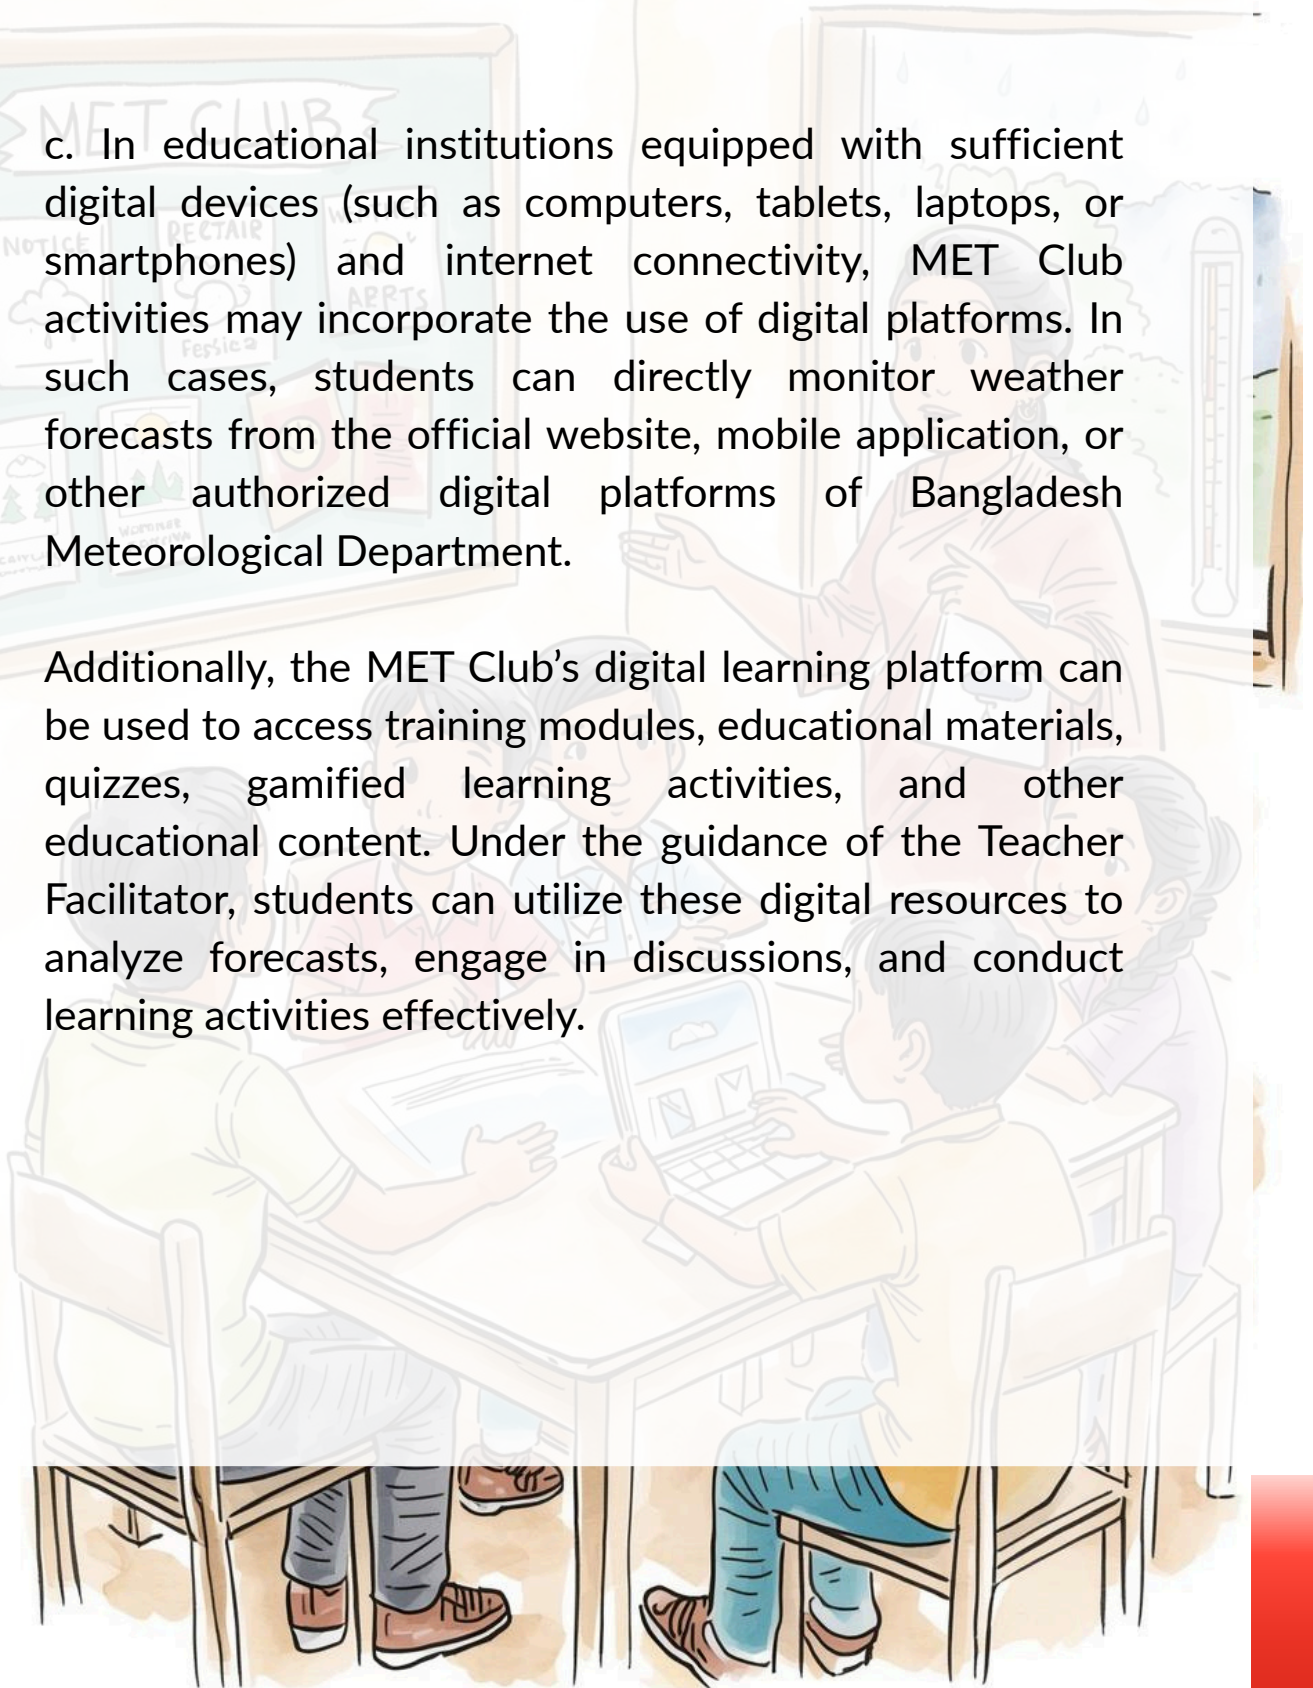 MET CLUB
NOTICE
c. In educational institutions equipped with sufficient
digital devices (such as computers, tablets, laptops, or
smartphones) and internet connectivity, MET Club
activities may incorporate the use of digital platforms. In
such cases, students can directly monitor weather
forecasts from the official website, mobile application, or
other authorized digital platforms of Bangladesh
Meteorological Department.
Additionally, the MET Club’s digital learning platform can
be used to access training modules, educational materials,
quizzes, gamified learning activities, and other
educational content. Under the guidance of the Teacher
Facilitator, students can utilize these digital resources to
analyze forecasts, engage in discussions, and conduct
learning activities effectively.